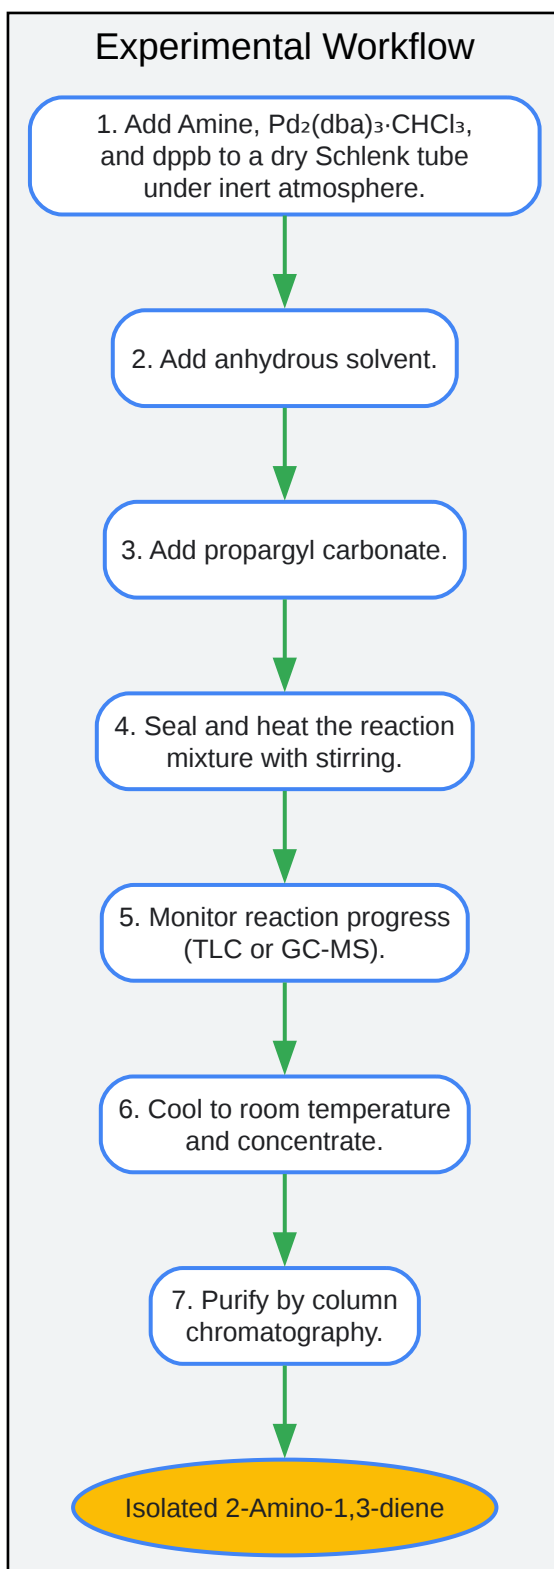 Experimental Workflow
1. Add Amine, Pd₂(dba)₃·CHCl₃,
and dppb to a dry Schlenk tube
under inert atmosphere.
2. Add anhydrous solvent.
3. Add propargyl carbonate.
4. Seal and heat the reaction
mixture with stirring.
5. Monitor reaction progress
(TLC or GC-MS).
6. Cool to room temperature
and concentrate.
7. Purify by column
chromatography.
Isolated 2-Amino-1,3-diene